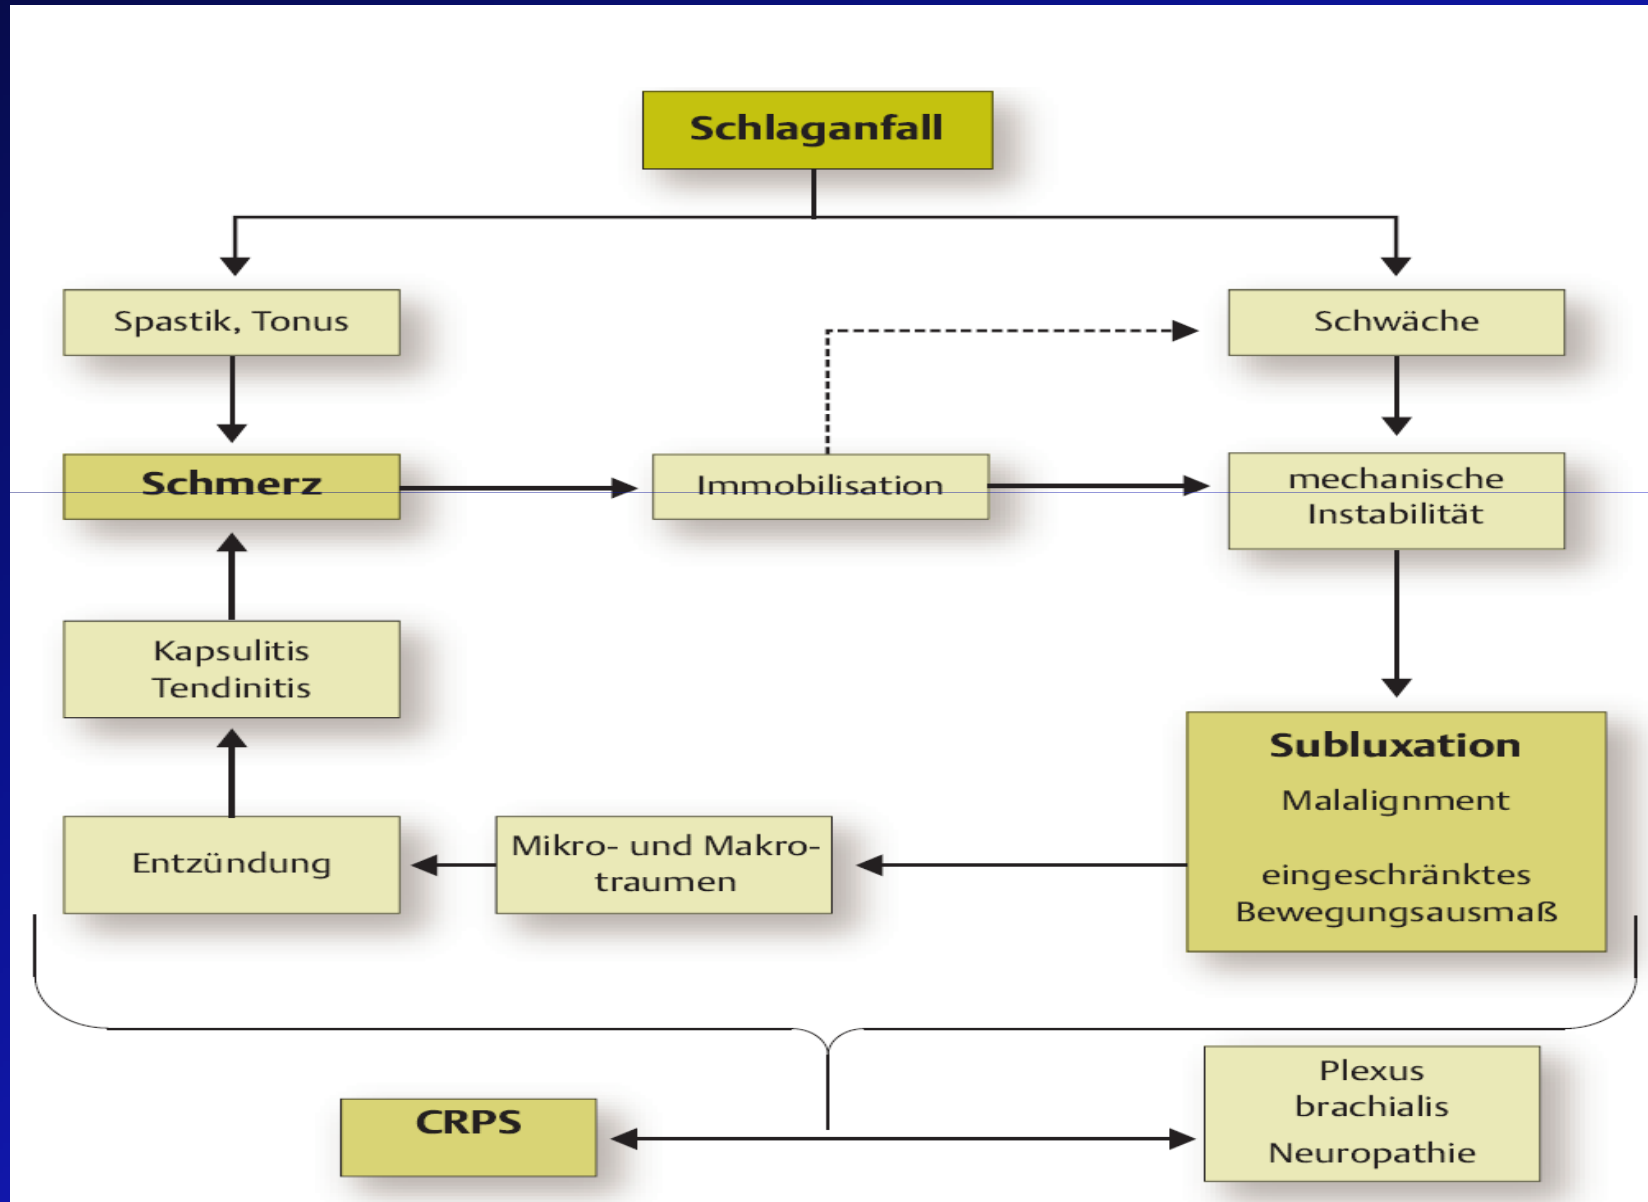 Schlaganfall
Spastik, Tonus
Schwäche
Schmerz
Immobilisation
mechanische
Instabilität
Kapsulitis
Tendinitis
Subluxation
Malalignment
eingeschränktes
Bewegungsausmaß
Mikro- und Makro-
traumen
Entzündung
CRPS
Plexus
brachialis
Neuropathie